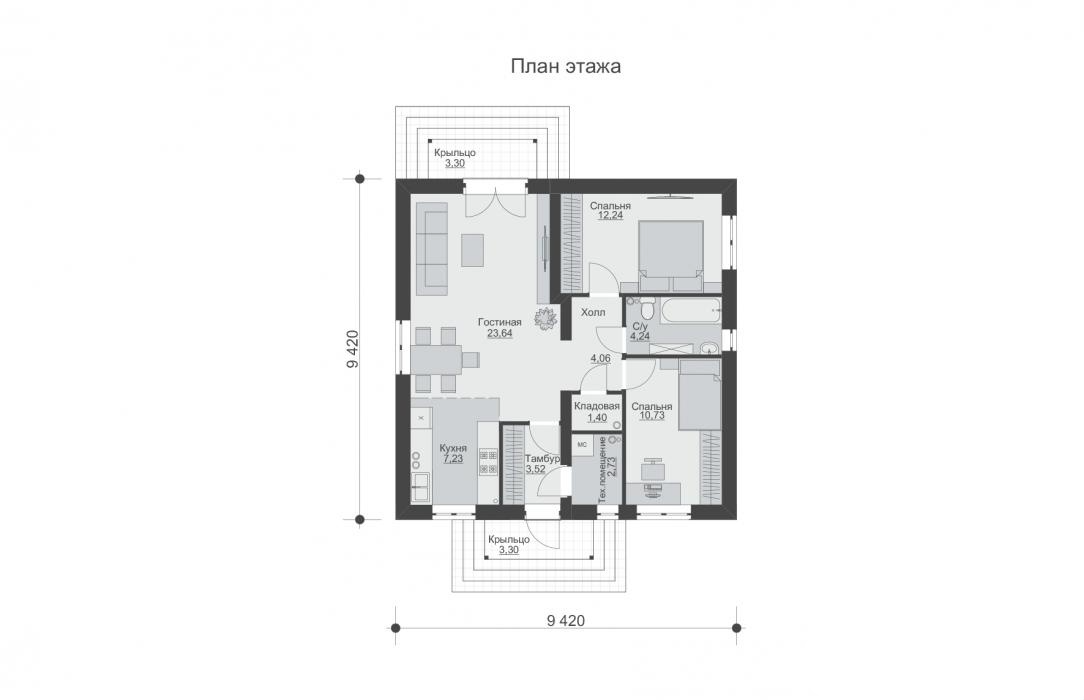 План этажа
Крыльцо
3,30
Спальня
12,24
Холл
Гостиная
23,64
С/у
4,24
9 420
4,06
Кладовая
1,40
Спальня
10,73
X
МС
Кухня
7,23
Тамбур
3,52
Тех.помещение
2,73
Крыльцо
3,30
9 420